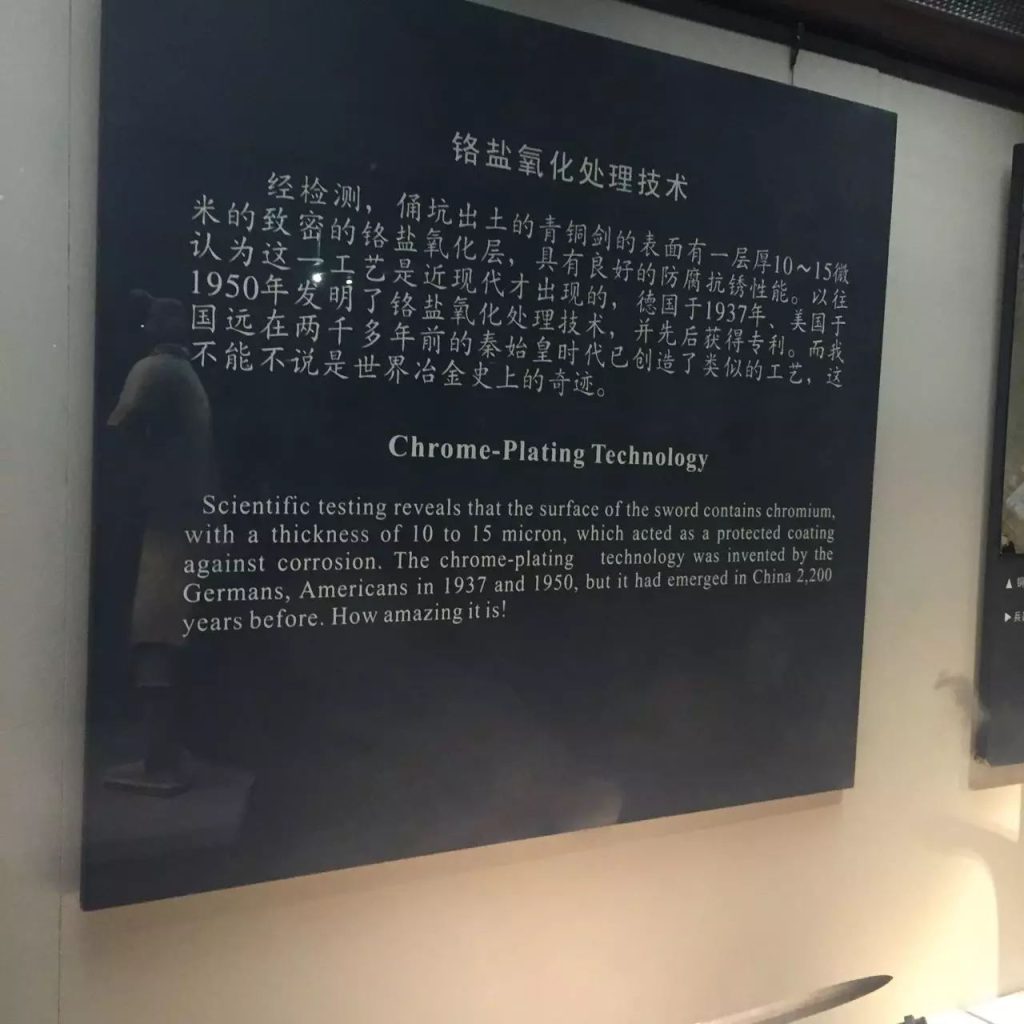 铬盐氧化处理技术
经检测，俑坑出土的青铜剑的表面有一层厚10～15微
米的致密的铬盐氧化层，具有良好的防腐抗锈性能。以往
认为这一工艺是近现代才出现的，德国于1937年、美国于
1950年发明了铬盐氧化处理技术，并先后获得专利。而我
国远在两千多年前的秦始皇时代已创造了类似的工艺，这
不能不说是世界冶金史上的奇迹。
Chrome-Plating Technology
Scientific testing reveals that the surface of the sword contains chromium,
with a thickness of 10 to 15 micron, which acted as a protected coating
against corrosion. The chrome-plating technology was invented by the
Germans, Americans in 1937 and 1950, but it had emerged in China 2,200
years before. How amazing it is!